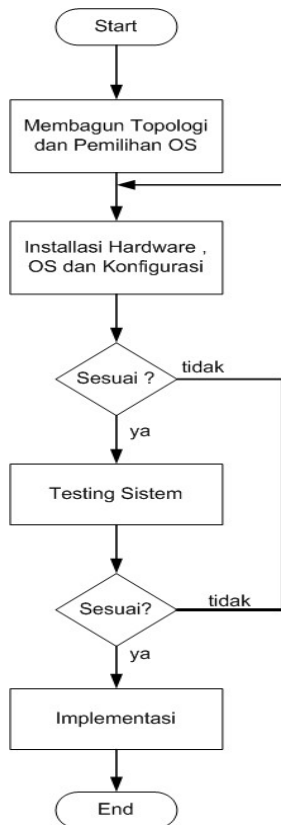 Start
Membagun Topologi
dan Pemilihan OS
Installasi Hardware ,
OS dan Konfigurasi
Sesuai ?
tidak
ya
Testing Sistem
Sesuai?
tidak
ya
Implementasi
End